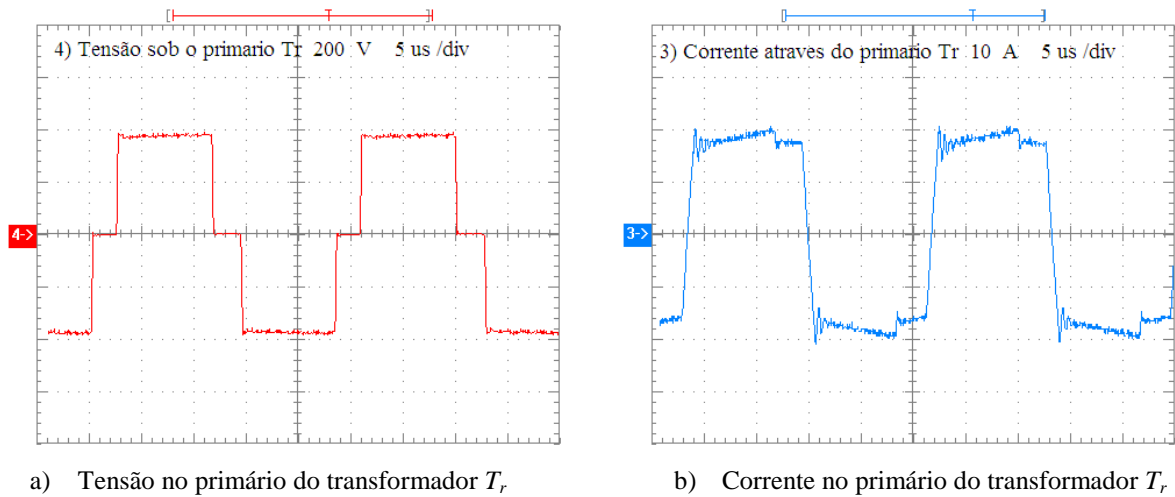 4) Tensão sob o primario Tr 200 V 5 us /div
4->
a) Tensão no primário do transformador Tr
3) Corrente atraves do primario Tr 10 A 5 us /div
3->
b) Corrente no primário do transformador Tr